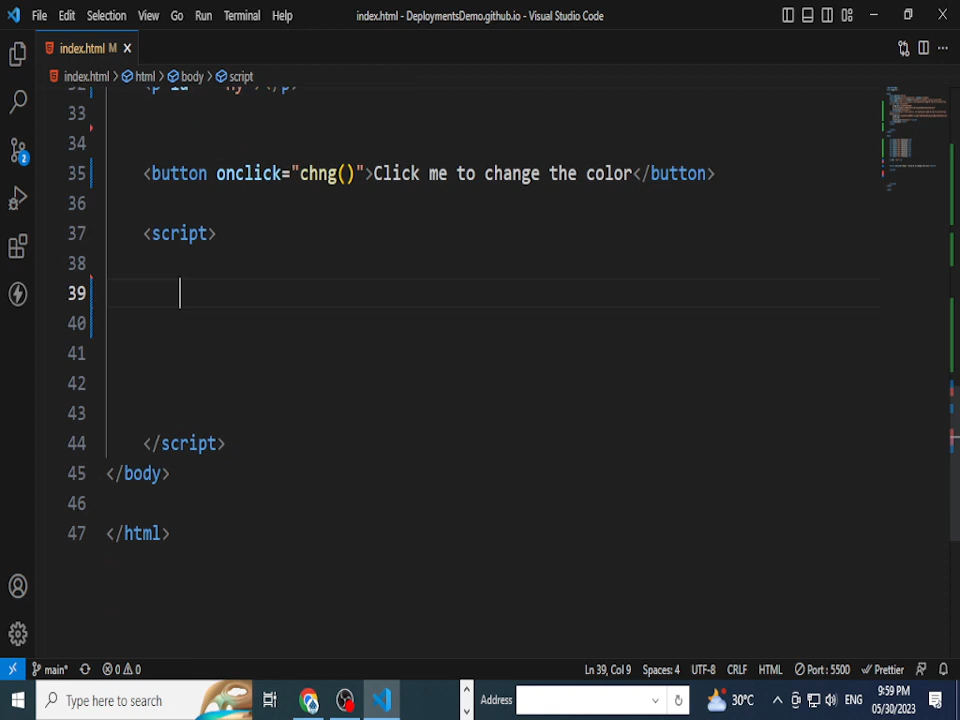 File Edit Selection View Go Run Terminal Help index.html - DeploymentsDemo.github.io - Visual Studio Code
index.html M
index.html > html > body > script
33
34
35 <button onclick="chng()">Click me to change the color</button>
36
37 <script>
38
39
40
41
42
43
44 </script>
45 </body>
46
47 </html>
2
main* 0 0 Ln 39, Col 9 Spaces: 4 UTF-8 CRLF HTML Port : 5500 Prettier
Type here to search Address 30°C ENG 9:59 PM
05/30/2023